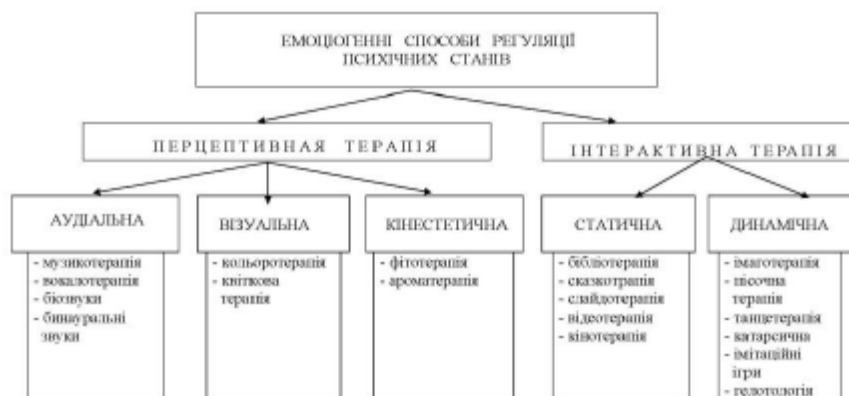 ЕМОЦІОГЕННІ СПОСОБИ РЕГУЛЯЦІЇ
ПСИХІЧНИХ СТАНІВ
ПЕРЦЕПТИВНАЯ ТЕРАПІЯ
ІНТЕРАКТИВНА ТЕРАПІЯ
АУДІАЛЬНА
- музикотерапія
- вокалотерапія
- біозвуки
- бинауральні
звуки
ВІЗУАЛЬНА
- кольоротерапія
- квіткова
терапія
КІНЕСТЕТИЧНА
- фітотерапія
- ароматерапія
СТАТИЧНА
- бібліотерапія
- сказкотрапія
- слайдотерапія
- відеотерапія
- кінотерапія
ДИНАМІЧНА
- імаготерапія
- пісочна
терапія
- танцетерапія
- катарсична
- імітаційні
ігри
- гелотологія